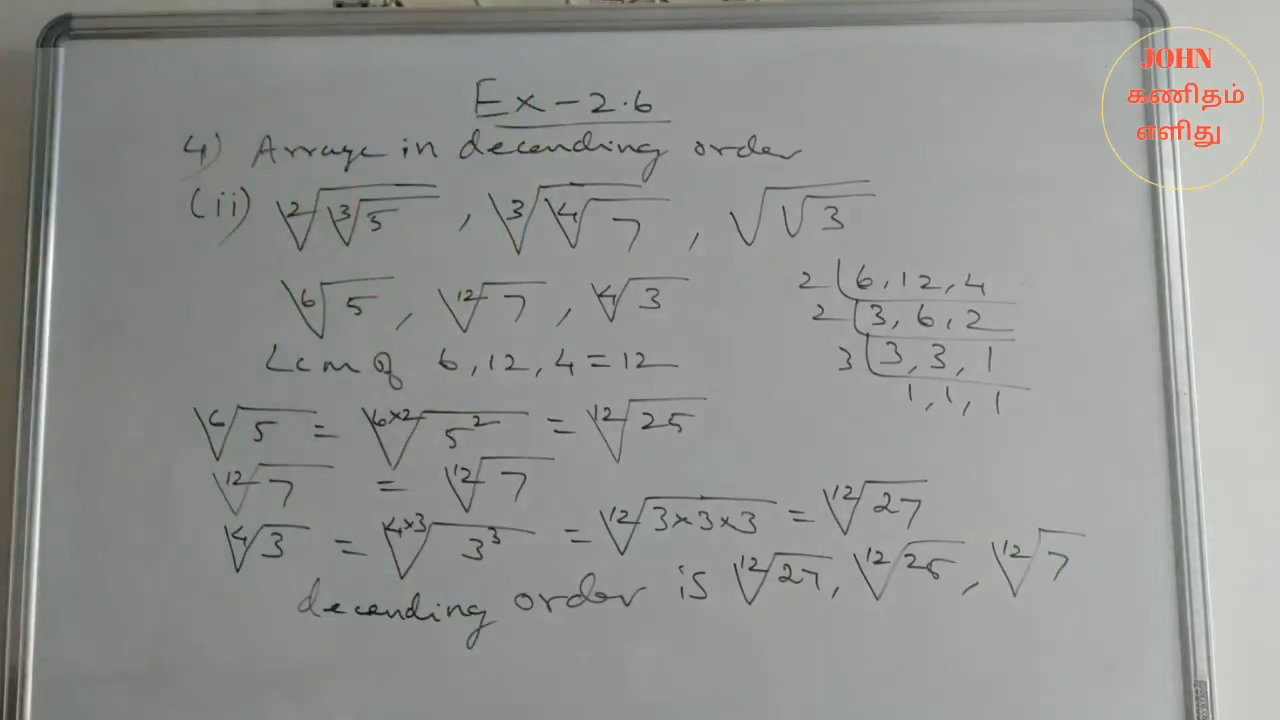 JOHN
கணிதம்
எளிது
Ex - 2.6
4) Arrange in decending order
(ii) ²√³√5 , ³√⁴√7 , √√3
⁶√5 , ¹²√7 , ⁴√3
2 | 6, 12, 4
2 | 3, 6, 2
3 | 3, 3, 1
1, 1, 1
Lcm of 6, 12, 4 = 12
⁶√5 = ⁶ˣ²√5² = ¹²√25
¹²√7 = ¹²√7
⁴√3 = ⁴ˣ³√3³ = ¹²√3×3×3 = ¹²√27
decending order is ¹²√27, ¹²√25, ¹²√7